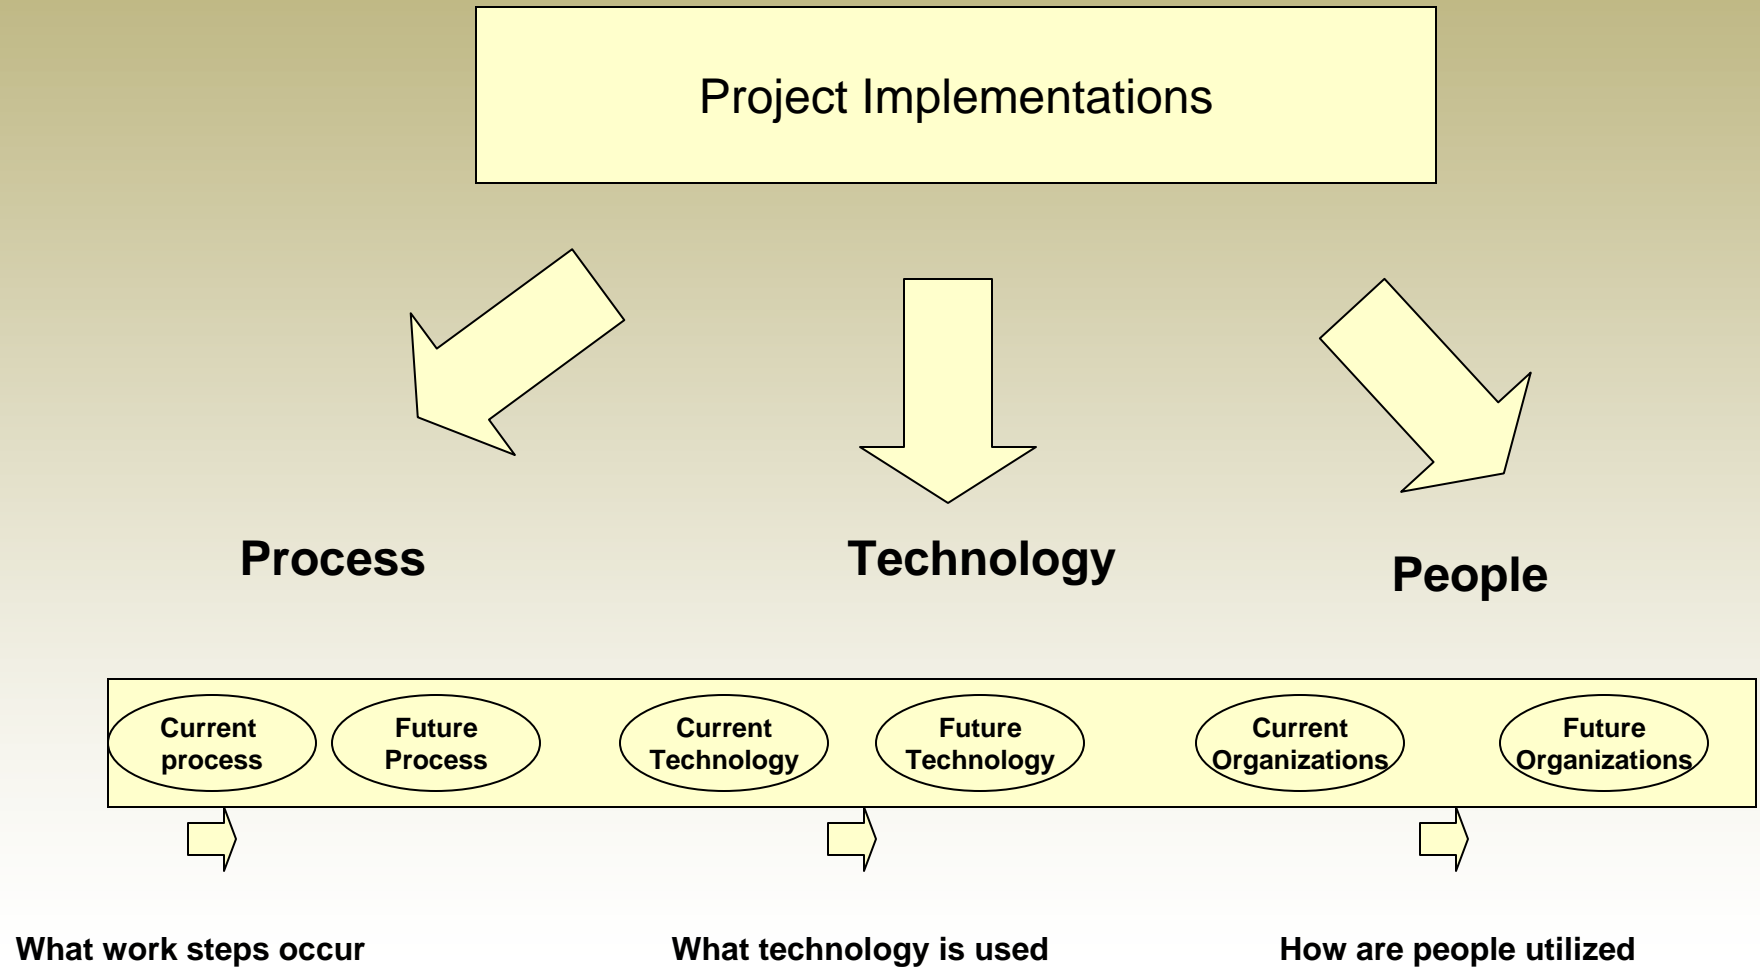 Project Implementations
Process
Technology
People
Current
process
Future
Process
Current
Technology
Future
Technology
Current
Organizations
Future
Organizations
What work steps occur
What technology is used
How are people utilized